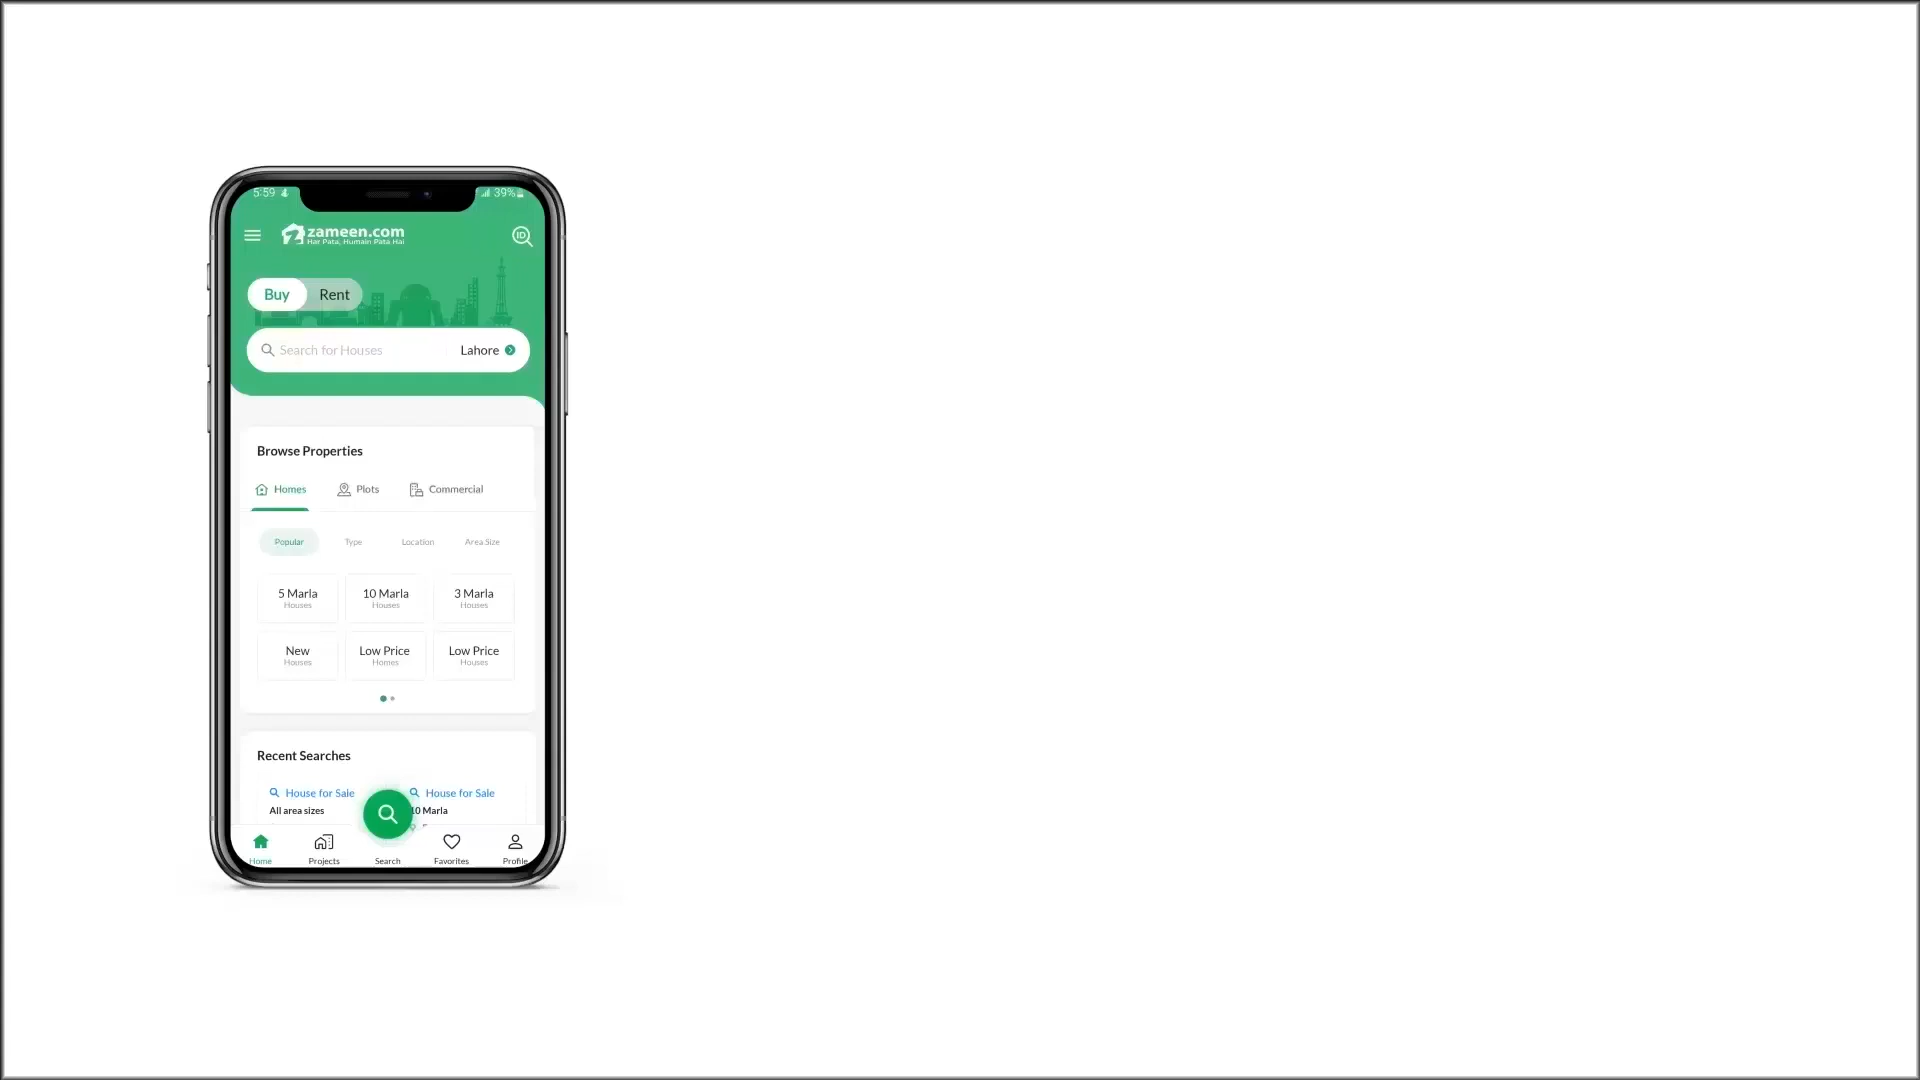 5:59
39%
zameen.com
Har Pata, Humain Pata Hai
ID
Buy Rent
Search for Houses Lahore
Browse Properties
Homes Plots Commercial
Popular Type Location Area Size
5 Marla 10 Marla 3 Marla
Houses Houses Houses
New Low Price Low Price
Houses Homes Houses
Recent Searches
House for Sale House for Sale
All area sizes 10 Marla
Home Projects Search Favorites Profile